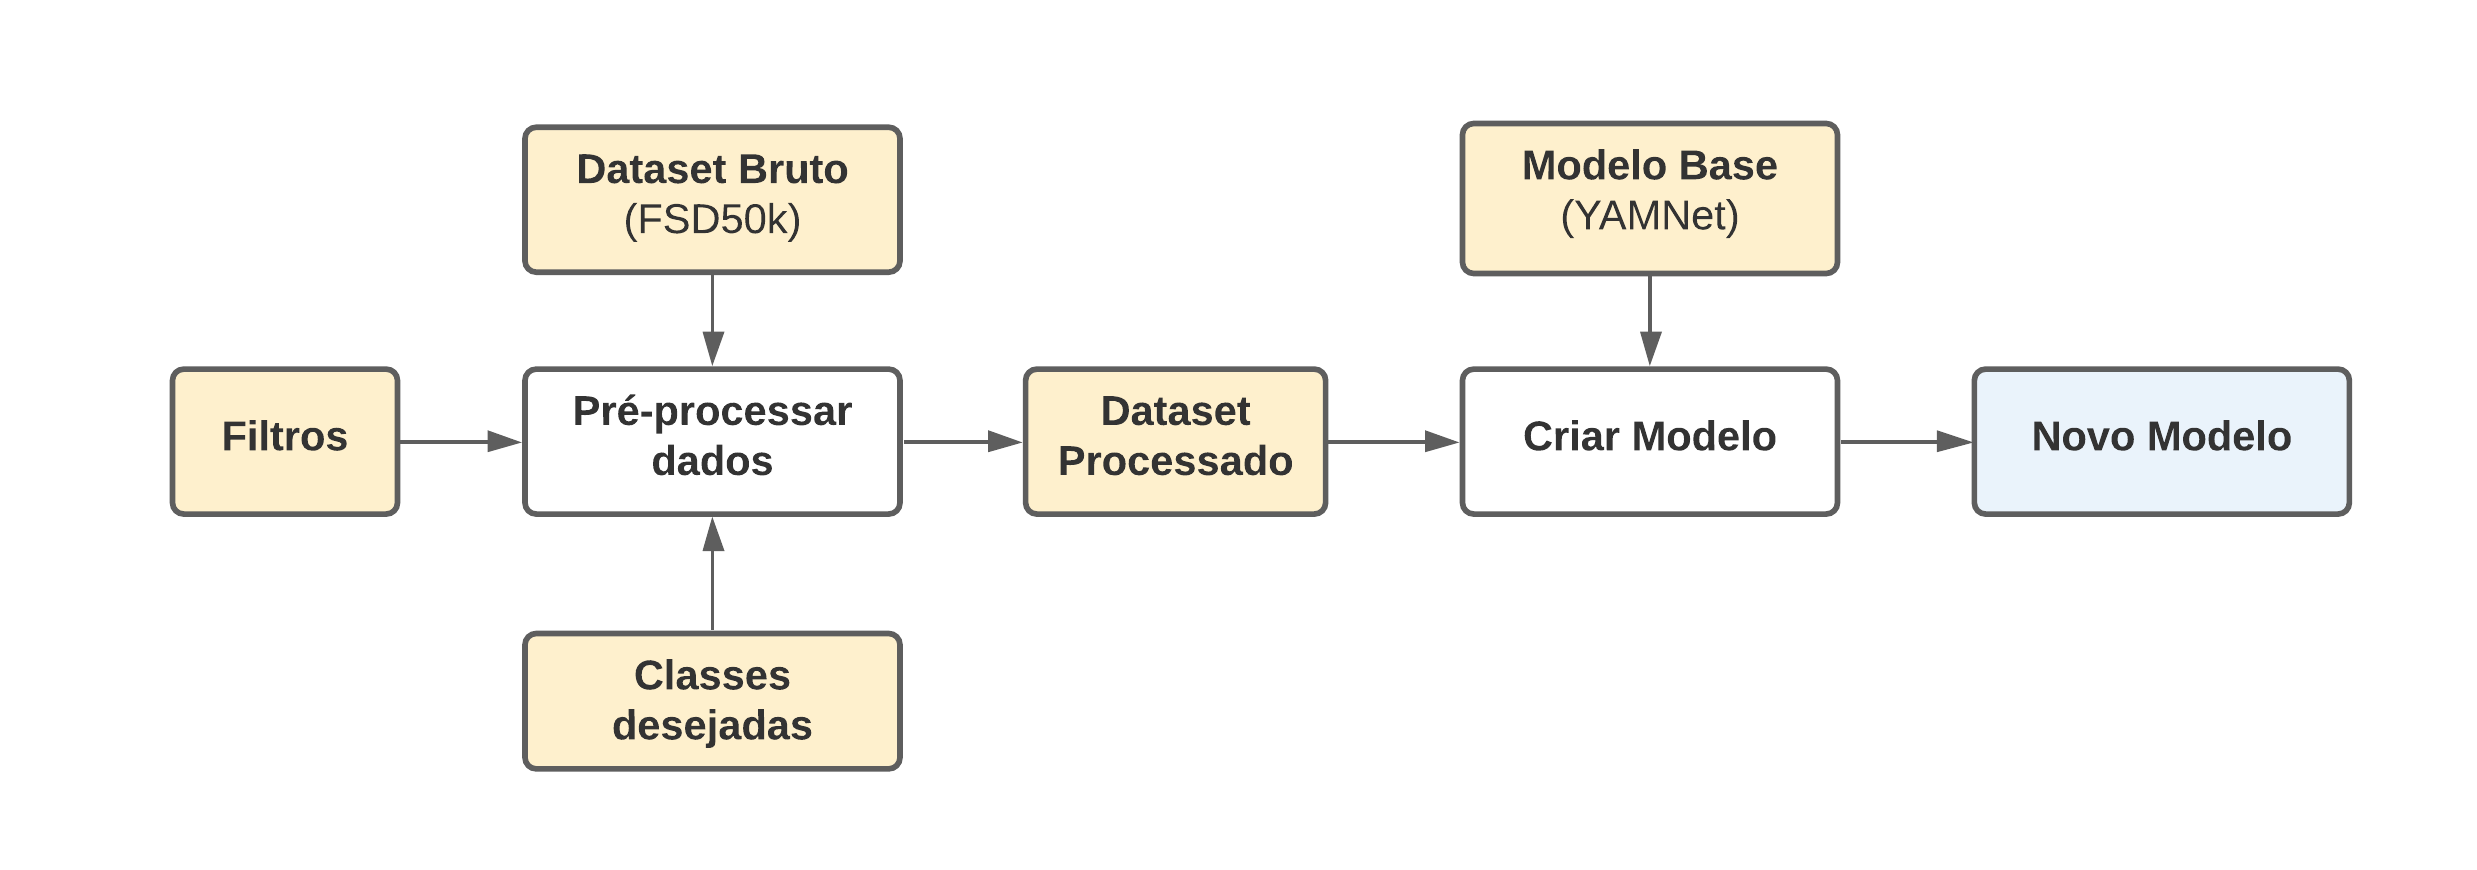 Dataset Bruto
(FSD50k)
Modelo Base
(YAMNet)
Filtros
Pré-processar
dados
Dataset
Processado
Criar Modelo
Novo Modelo
Classes
desejadas